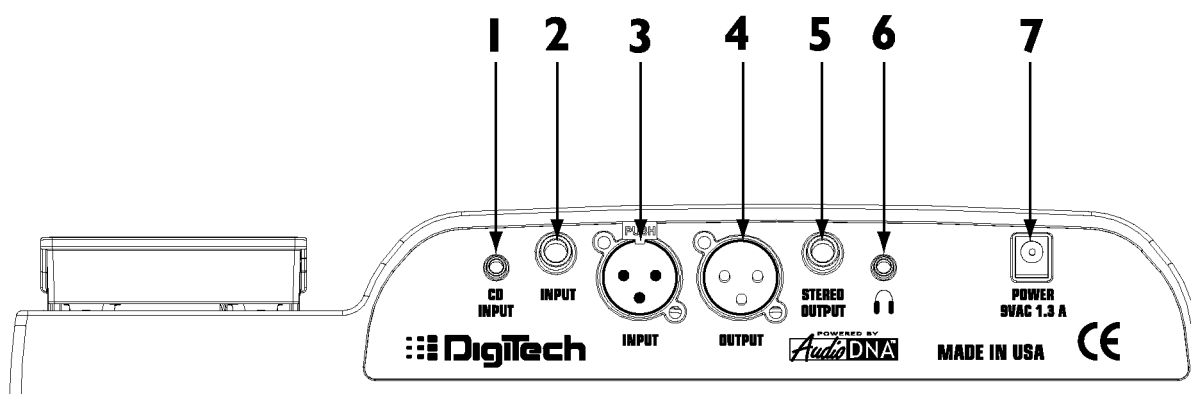 1 2 3 4 5 6 7
PUSH
CD
INPUT
INPUT
INPUT
OUTPUT
STEREO
OUTPUT
POWER
9VAC 1.3 A
DigiTech
POWERED BY
AudioDNA™
MADE IN USA
CE